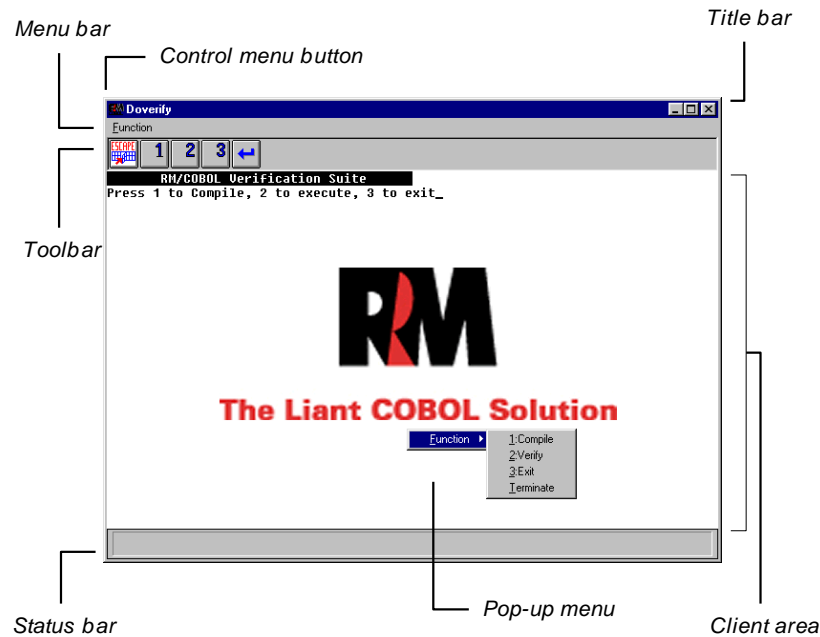 Title bar
Menu bar
Control menu button
Doverify
Function
ESCAPE
1 2 3
RM/COBOL Verification Suite
Press 1 to Compile, 2 to execute, 3 to exit_
Toolbar
RM
The Liant COBOL Solution
Function
1:Compile
2:Verify
3:Exit
Terminate
Pop-up menu
Status bar
Client area